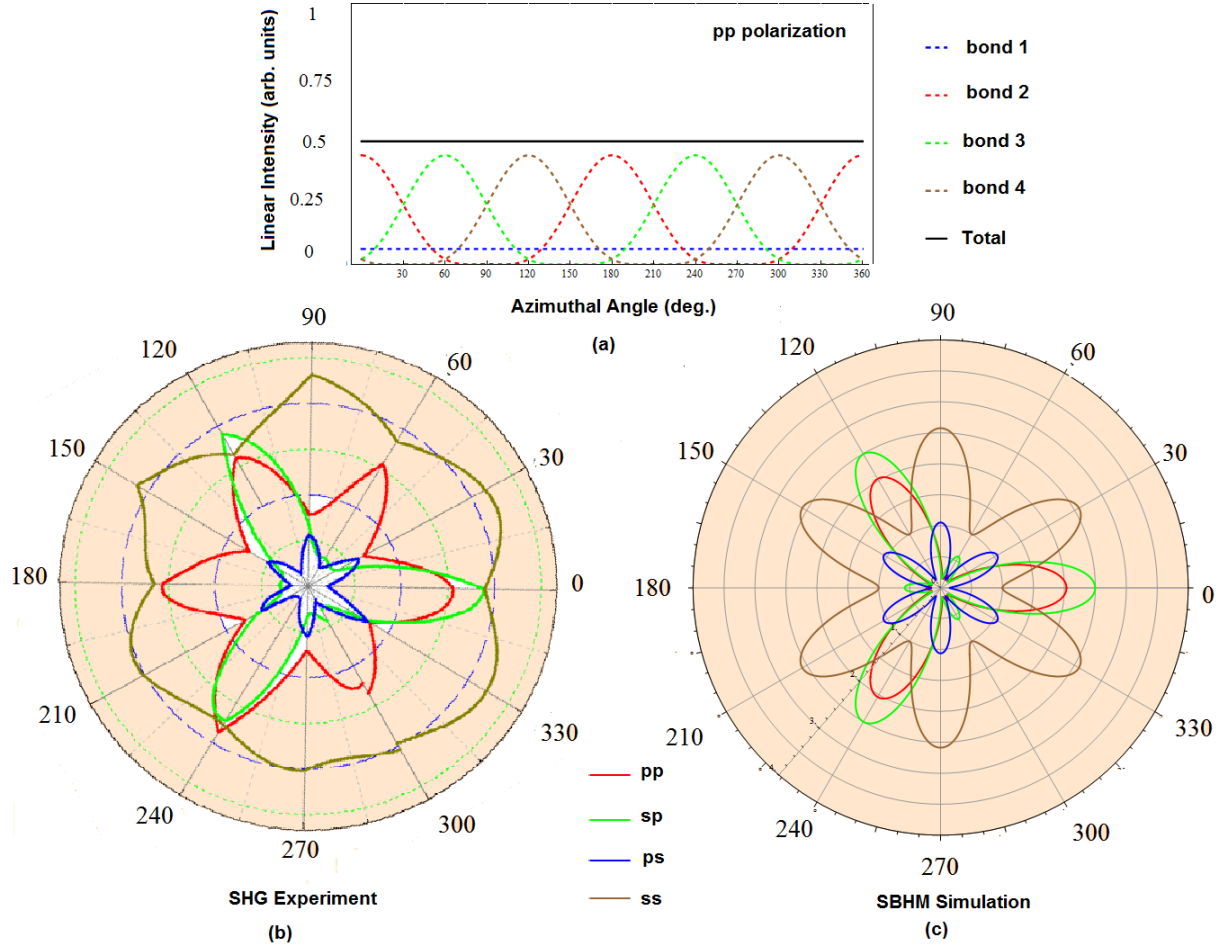 Linear Intensity (arb. units)
1
0.75
0.5
0.25
0
pp polarization
30 60 90 120 150 180 210 240 270 300 330 360
Azimuthal Angle (deg.)
(a)
bond 1
bond 2
bond 3
bond 4
Total
90
120 60
150 30
180 0
210 330
240 300
270
SHG Experiment
(b)
pp
sp
ps
ss
90
120 60
150 30
180 0
210 330
240 300
270
SBHM Simulation
(c)